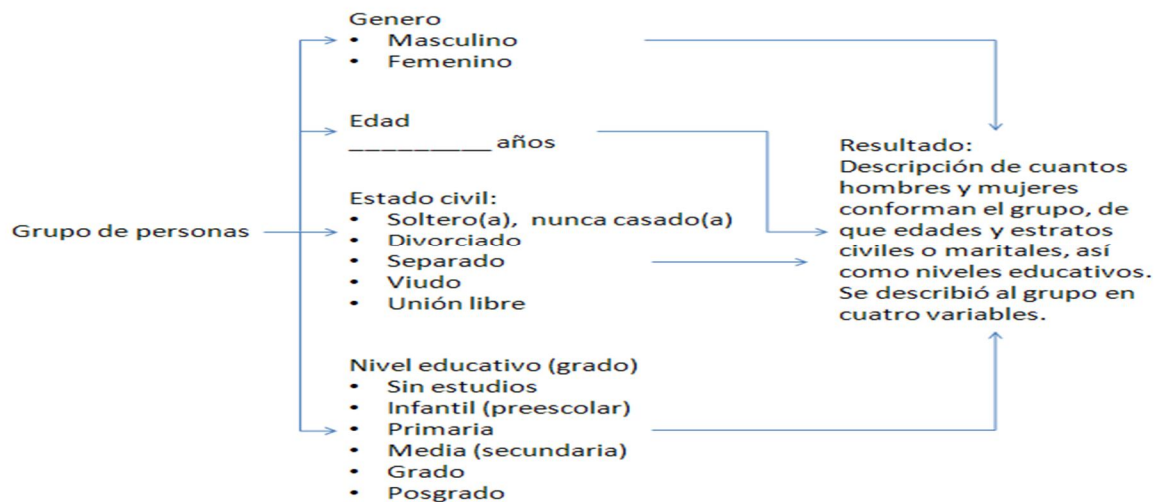 Grupo de personas
Genero
• Masculino
• Femenino
Edad
__________ años
Estado civil:
• Soltero(a), nunca casado(a)
• Divorciado
• Separado
• Viudo
• Unión libre
Nivel educativo (grado)
• Sin estudios
• Infantil (preescolar)
• Primaria
• Media (secundaria)
• Grado
• Posgrado
Resultado:
Descripción de cuantos
hombres y mujeres
conforman el grupo, de
que edades y estratos
civiles o maritales, así
como niveles educativos.
Se describió al grupo en
cuatro variables.